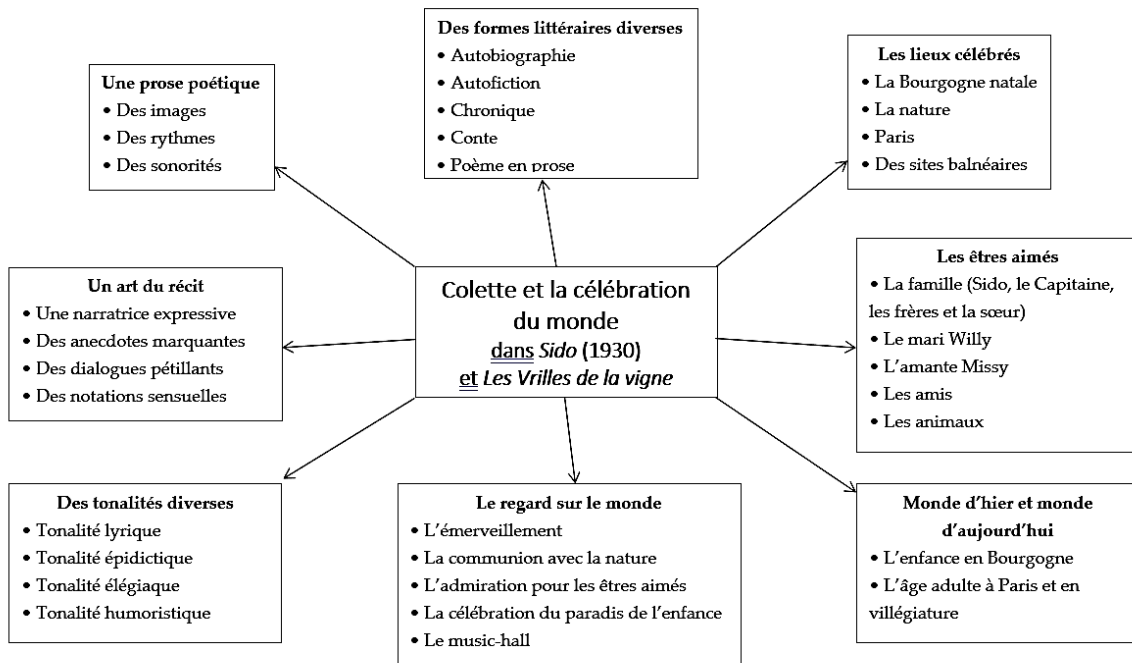 Des formes littéraires diverses
• Autobiographie
• Autofiction
• Chronique
• Conte
• Poème en prose
Une prose poétique
• Des images
• Des rythmes
• Des sonorités
Les lieux célébrés
• La Bourgogne natale
• La nature
• Paris
• Des sites balnéaires
Un art du récit
• Une narratrice expressive
• Des anecdotes marquantes
• Des dialogues pétillants
• Des notations sensuelles
Colette et la célébration
du monde
dans Sido (1930)
et Les Vrilles de la vigne
Les êtres aimés
• La famille (Sido, le Capitaine,
les frères et la sœur)
• Le mari Willy
• L'amante Missy
• Les amis
• Les animaux
Des tonalités diverses
• Tonalité lyrique
• Tonalité épidictique
• Tonalité élégiaque
• Tonalité humoristique
Le regard sur le monde
• L'émerveillement
• La communion avec la nature
• L'admiration pour les êtres aimés
• La célébration du paradis de l'enfance
• Le music-hall
Monde d'hier et monde
d'aujourd'hui
• L'enfance en Bourgogne
• L'âge adulte à Paris et en
villégiature